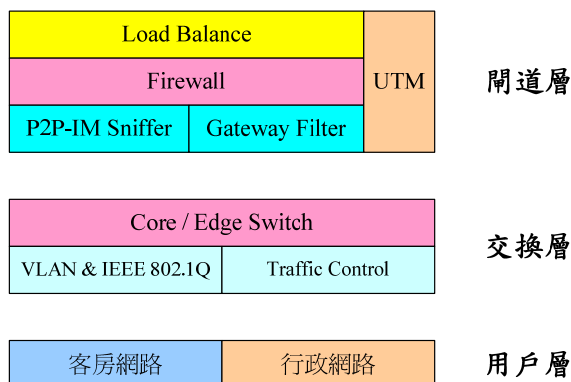 Load Balance
Firewall
UTM
閘道層
P2P-IM Sniffer
Gateway Filter
Core / Edge Switch
交換層
VLAN & IEEE 802.1Q
Traffic Control
客房網路
行政網路
用戶層